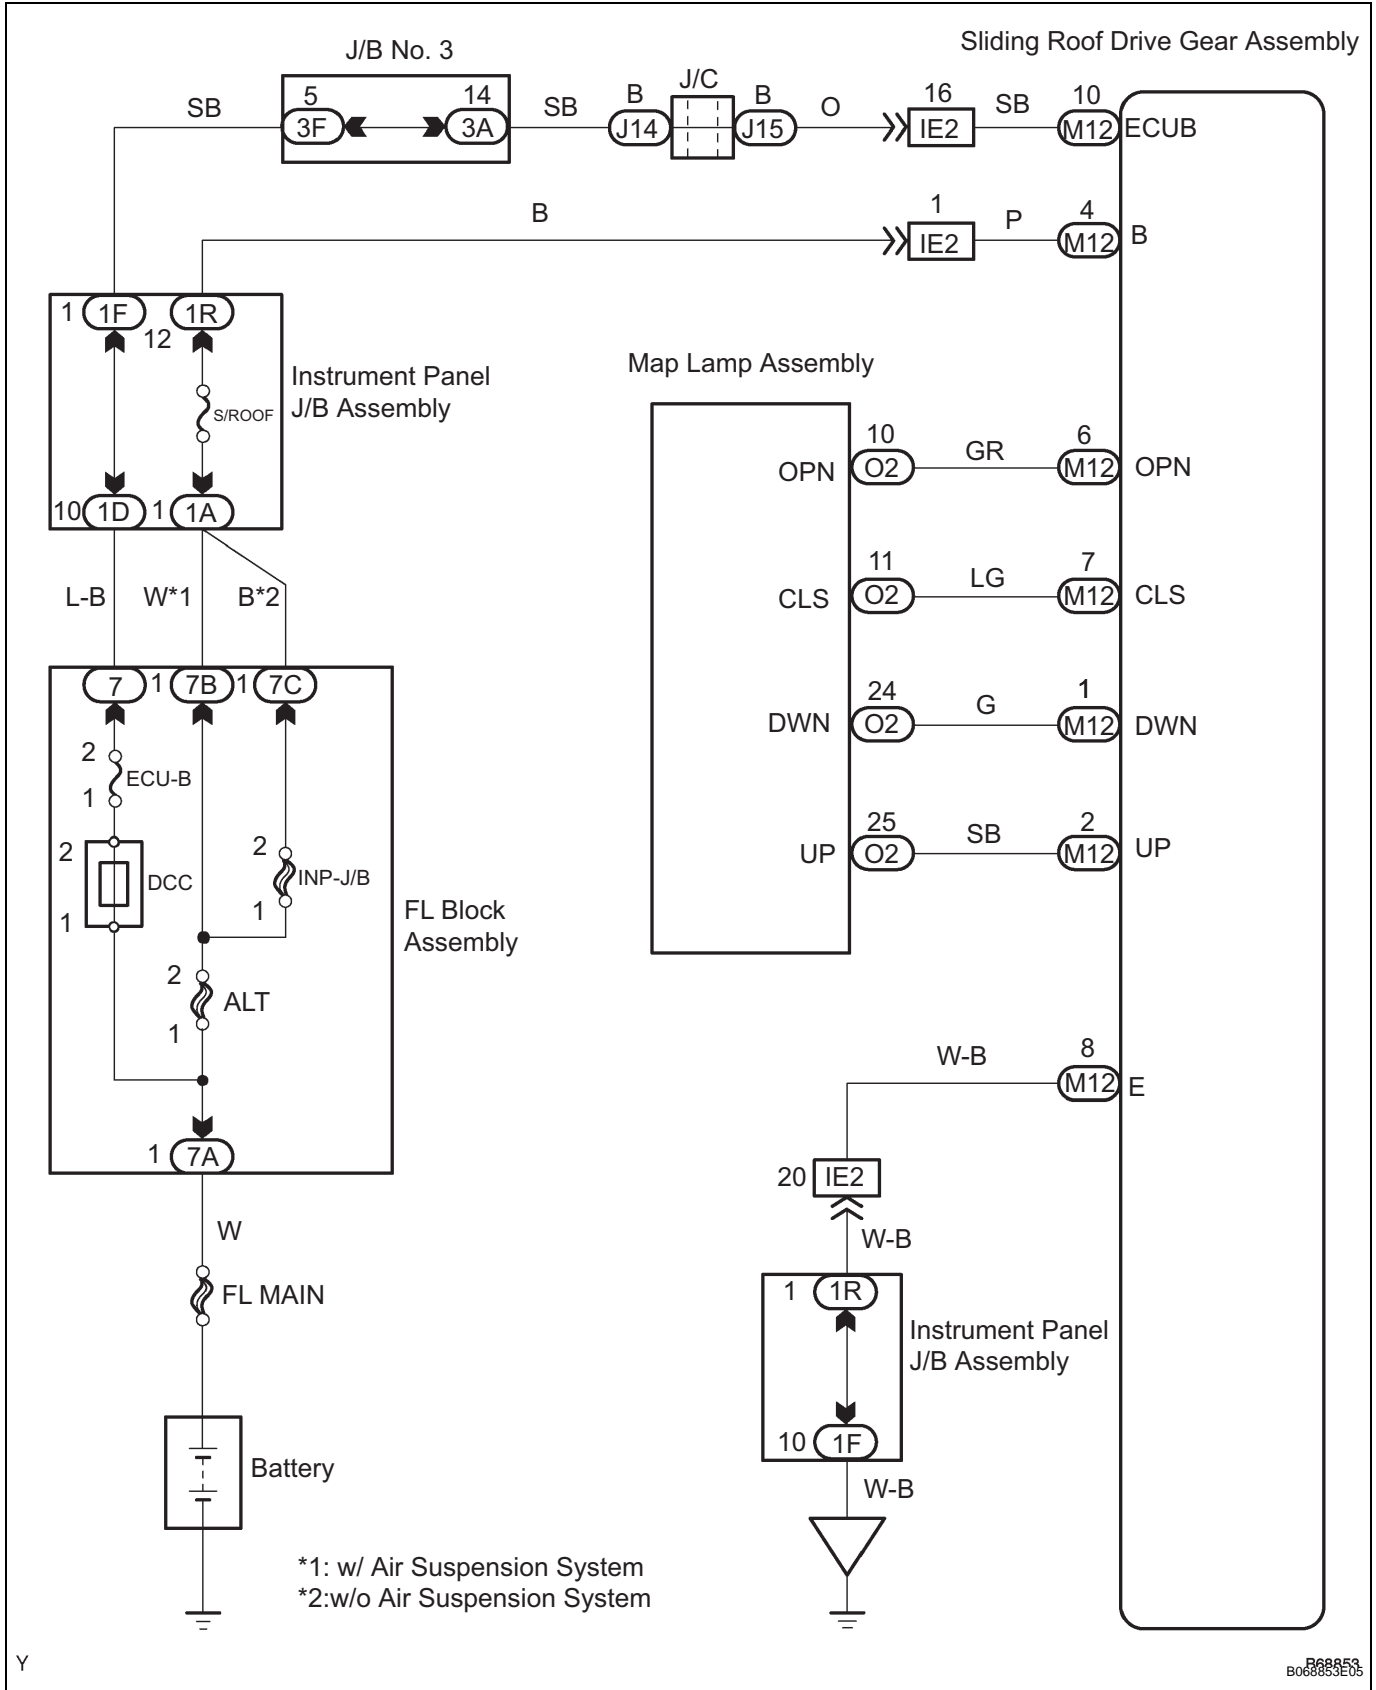 Sliding Roof Drive Gear Assembly
J/B No. 3
J/C
SB
5
3F
14
3A
SB
B
J14
B
J15
O
16
IE2
SB
10
M12
ECUB
B
1
IE2
P
4
M12
B
1
1F
12
1R
S/ROOF
Instrument Panel
J/B Assembly
10
1D
1
1A
L-B
W*1
B*2
Map Lamp Assembly
OPN
10
O2
GR
6
M12
OPN
CLS
11
O2
LG
7
M12
CLS
DWN
24
O2
G
1
M12
DWN
UP
25
O2
SB
2
M12
UP
7
1
7B
1
7C
2
ECU-B
1
2
DCC
1
2
INP-J/B
1
FL Block
Assembly
2
ALT
1
1
7A
W
FL MAIN
Battery
W-B
8
M12
E
20
IE2
W-B
1
1R
Instrument Panel
J/B Assembly
10
1F
W-B
*1: w/ Air Suspension System
*2:w/o Air Suspension System
Y
B68853
B068853E05